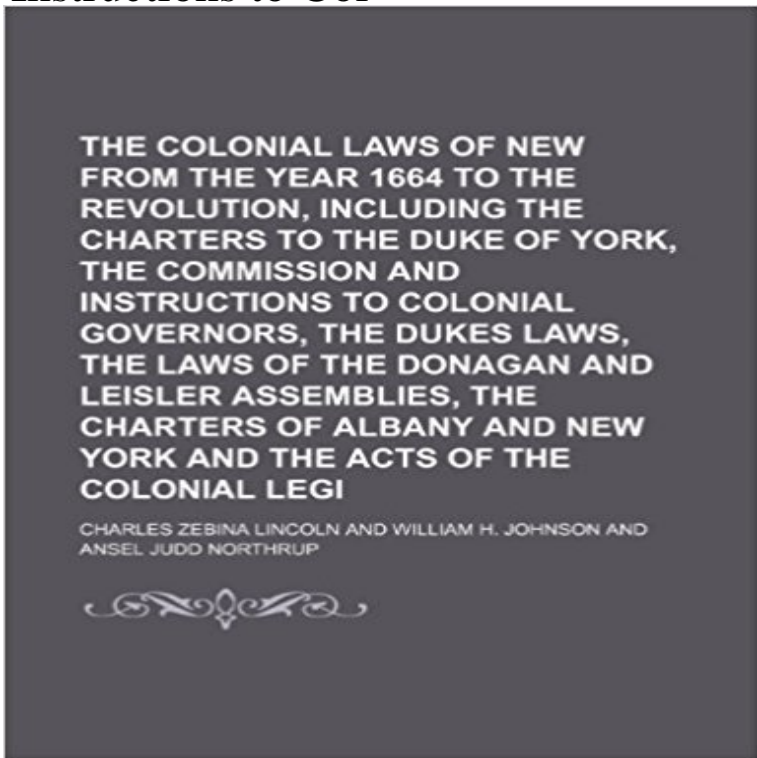 Instructions to Col
THE COLONIAL LAWS OF NEW
FROM THE YEAR 1664 TO THE
REVOLUTION, INCLUDING THE
CHARTERS TO THE DUKE OF YORK,
THE COMMISSION AND
INSTRUCTIONS TO COLONIAL
GOVERNORS, THE DUKES LAWS,
THE LAWS OF THE DONAGAN AND
LEISLER ASSEMBLIES, THE
CHARTERS OF ALBANY AND NEW
YORK AND THE ACTS OF THE
COLONIAL LEGI
CHARLES ZEBINA LINCOLN AND WILLIAM H. JOHNSON AND
ANSEL JUDD NORTHRUP